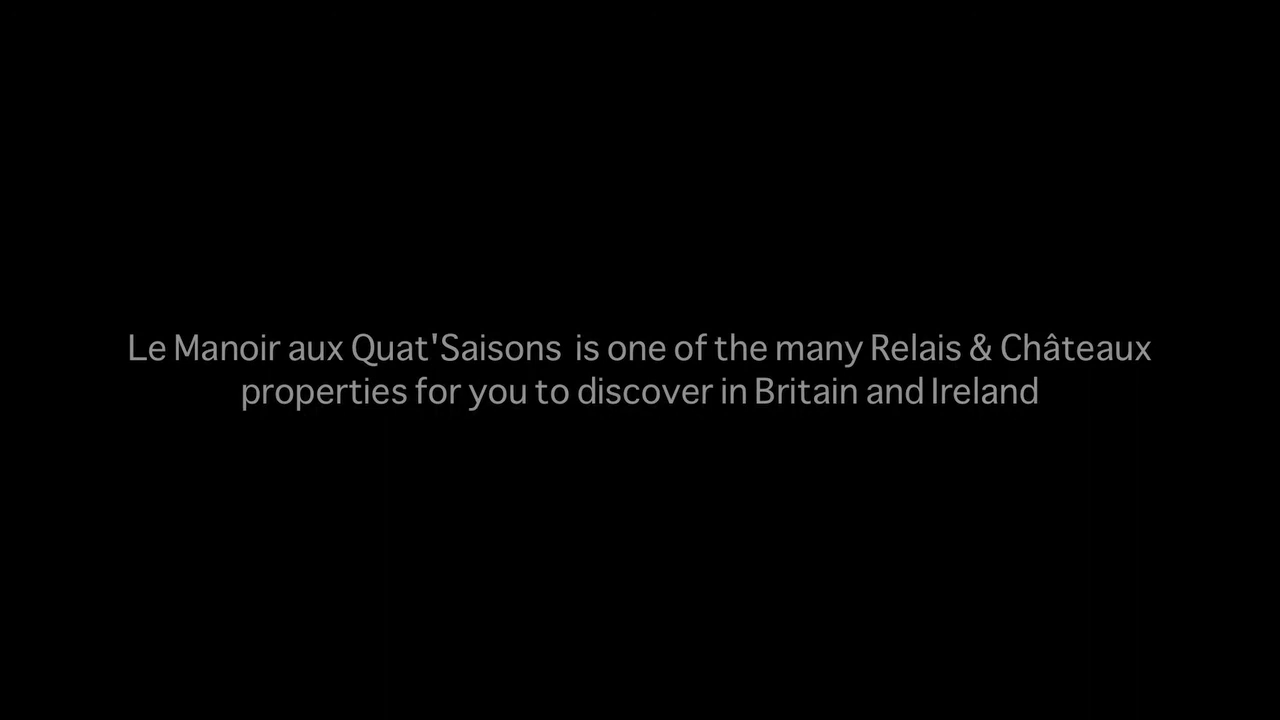 Le Manoir aux Quat'Saisons  is one of the many Relais & Châteaux
properties for you to discover in Britain and Ireland